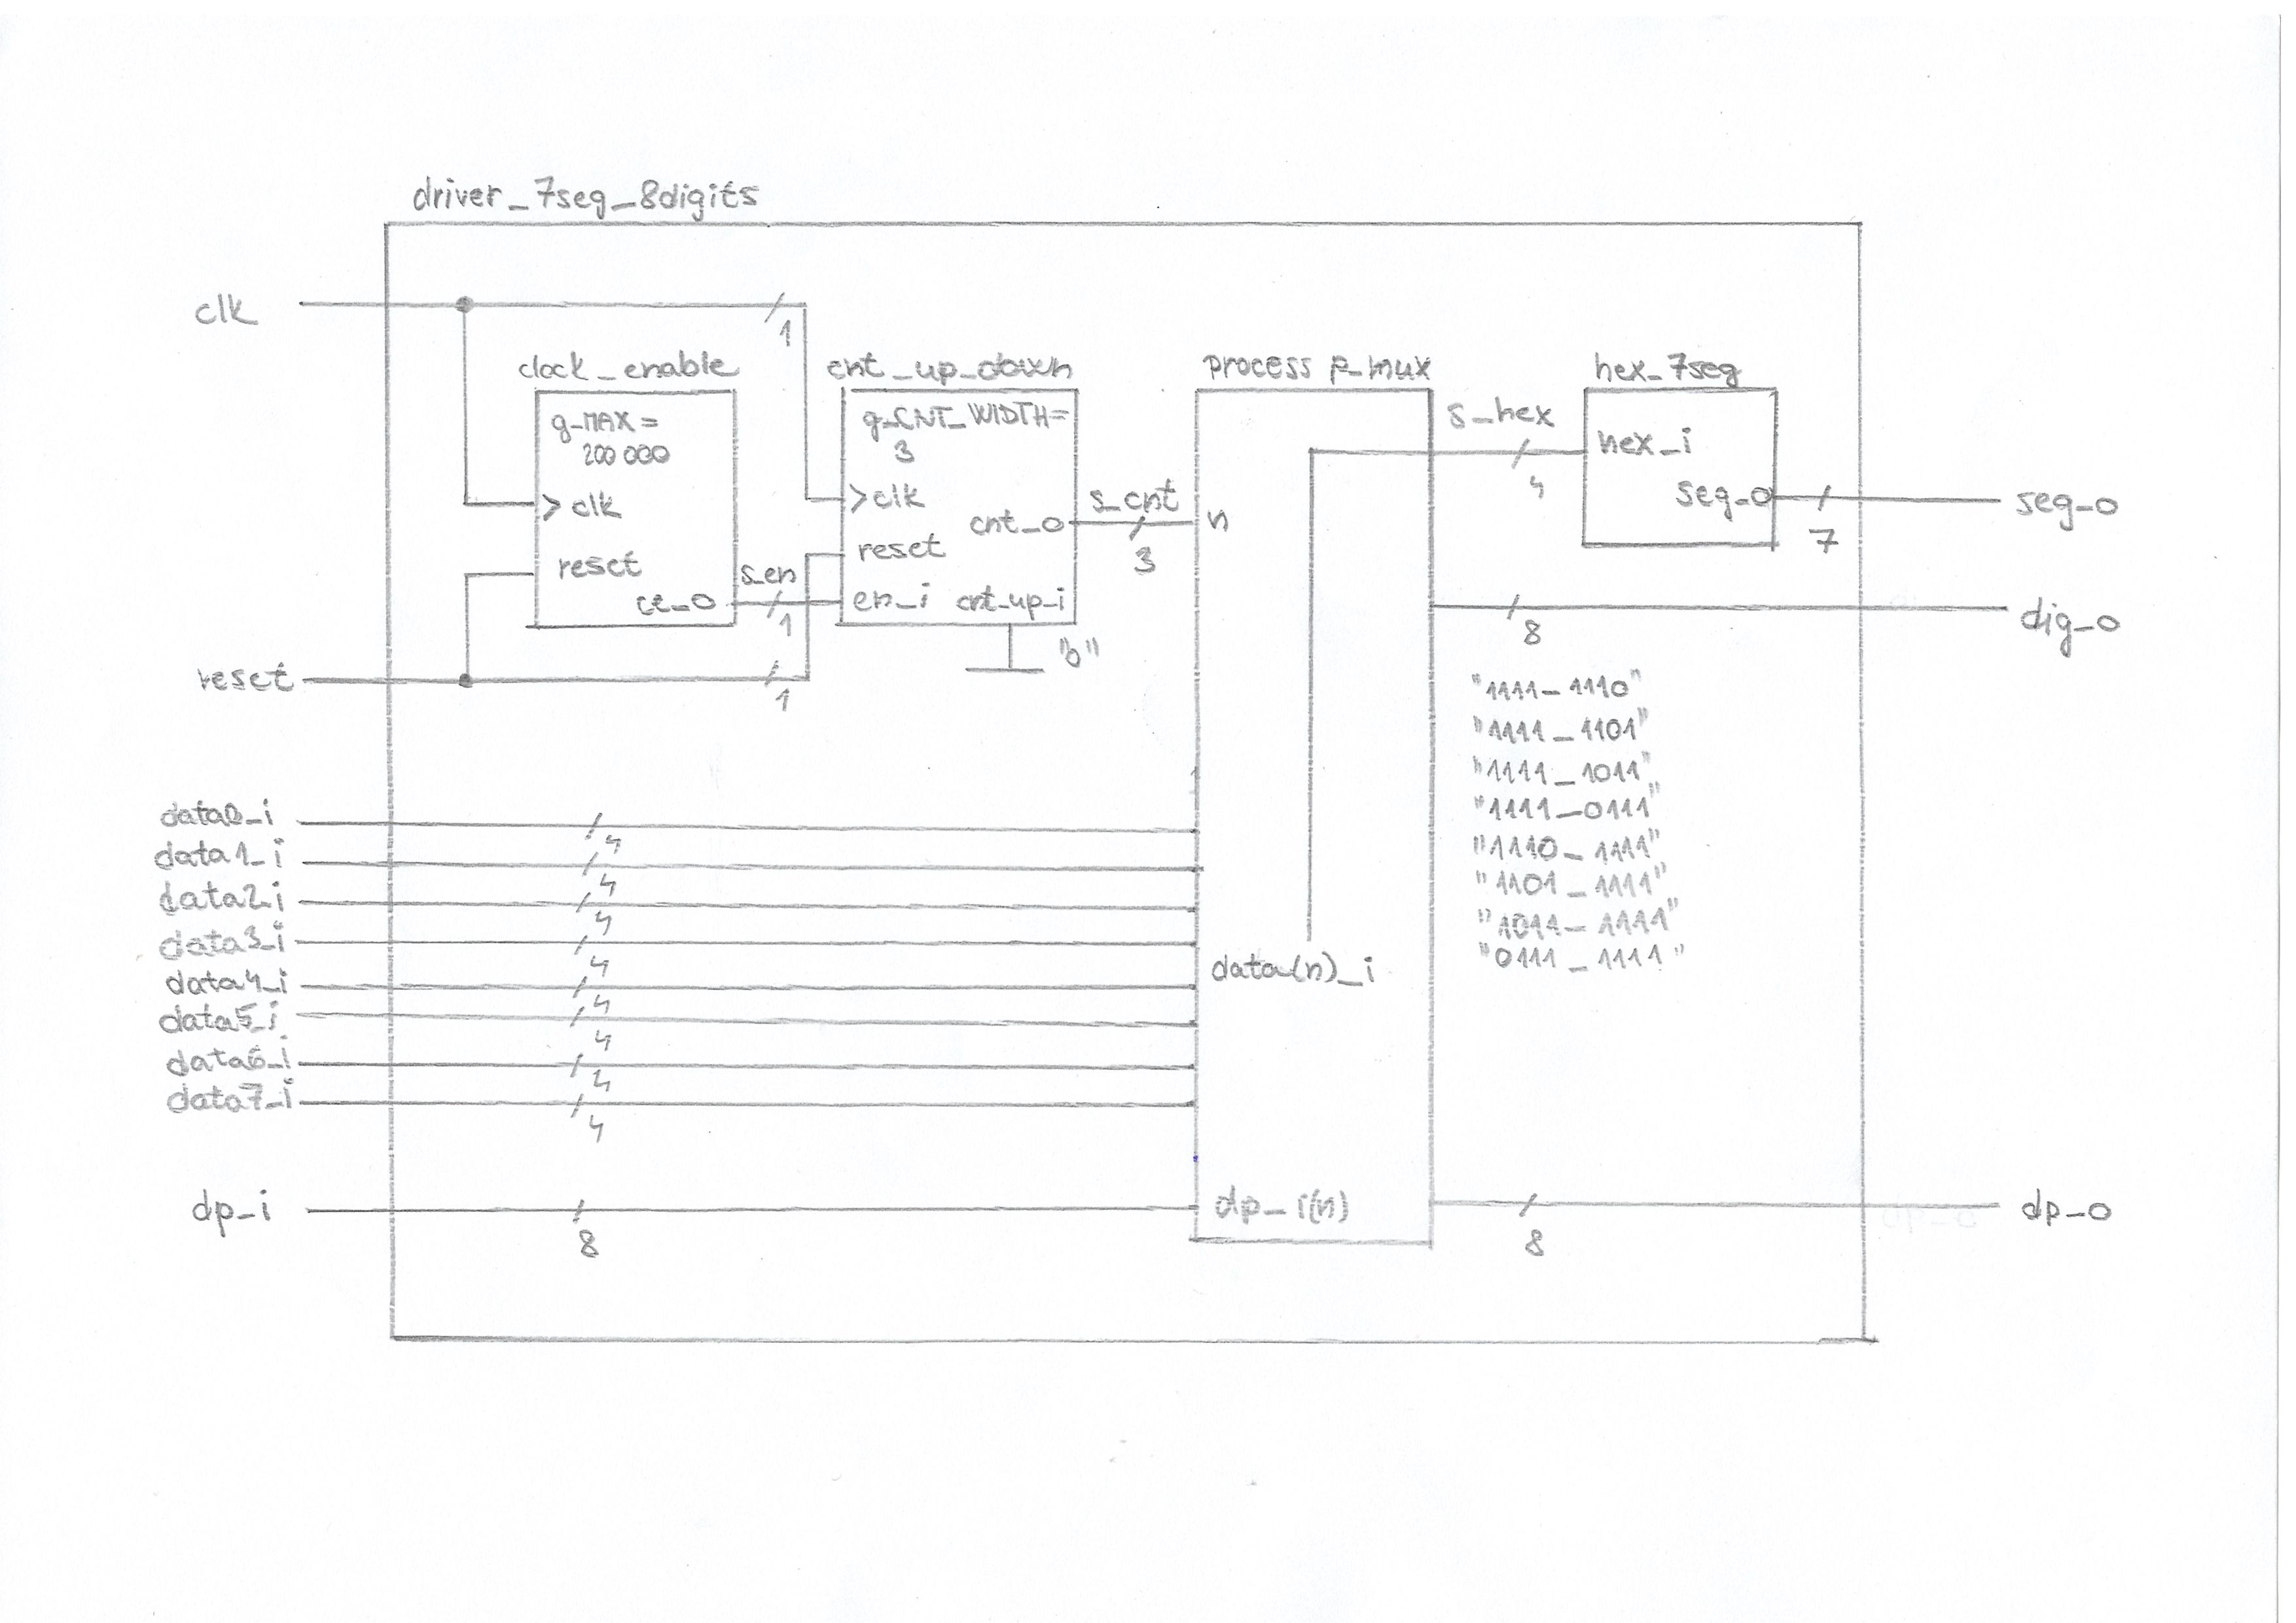 driver_7seg_8digits
clk
1
clock_enable
g_MAX=
200 000
>clk
reset
ce_o
s_en
1
cnt_up_down
g_CNT_WIDTH=
3
>clk
reset
en_i
cnt_o
cnt_up_i
"0"
s_cnt
3
process p_mux
n
s_hex
4
hex_7seg
hex_i
seg_o
7
seg_o
8
dig_o
reset
1
"1111_1110"
"1111_1101"
"1111_1011"
"1111_0111"
"1110_1111"
"1101_1111"
"1011_1111"
"0111_1111"
data0_i
4
data1_i
4
data2_i
4
data3_i
4
data4_i
4
data5_i
4
data6_i
4
data7_i
4
data(n)_i
dp_i
8
dp_i(n)
8
dp_o